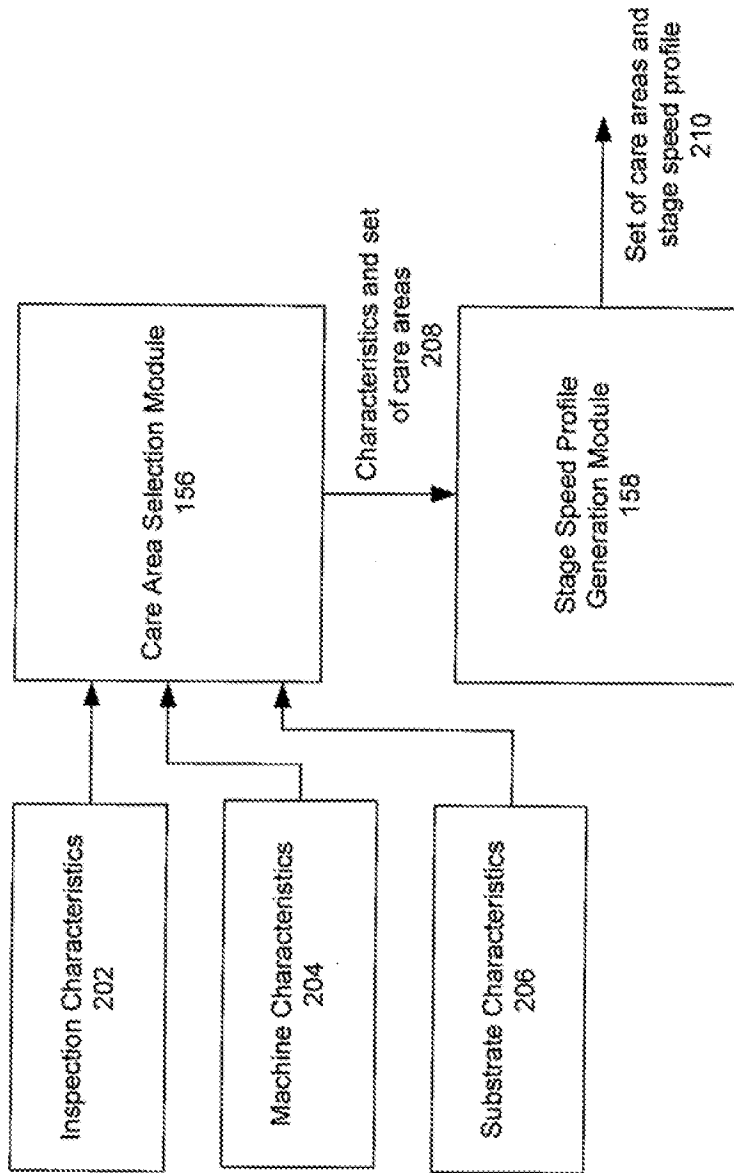 Inspection Characteristics
202
Machine Characteristics
204
Substrate Characteristics
206
Care Area Selection Module
156
Characteristics and set
of care areas
208
Stage Speed Profile
Generation Module
158
Set of care areas and
stage speed profile
210